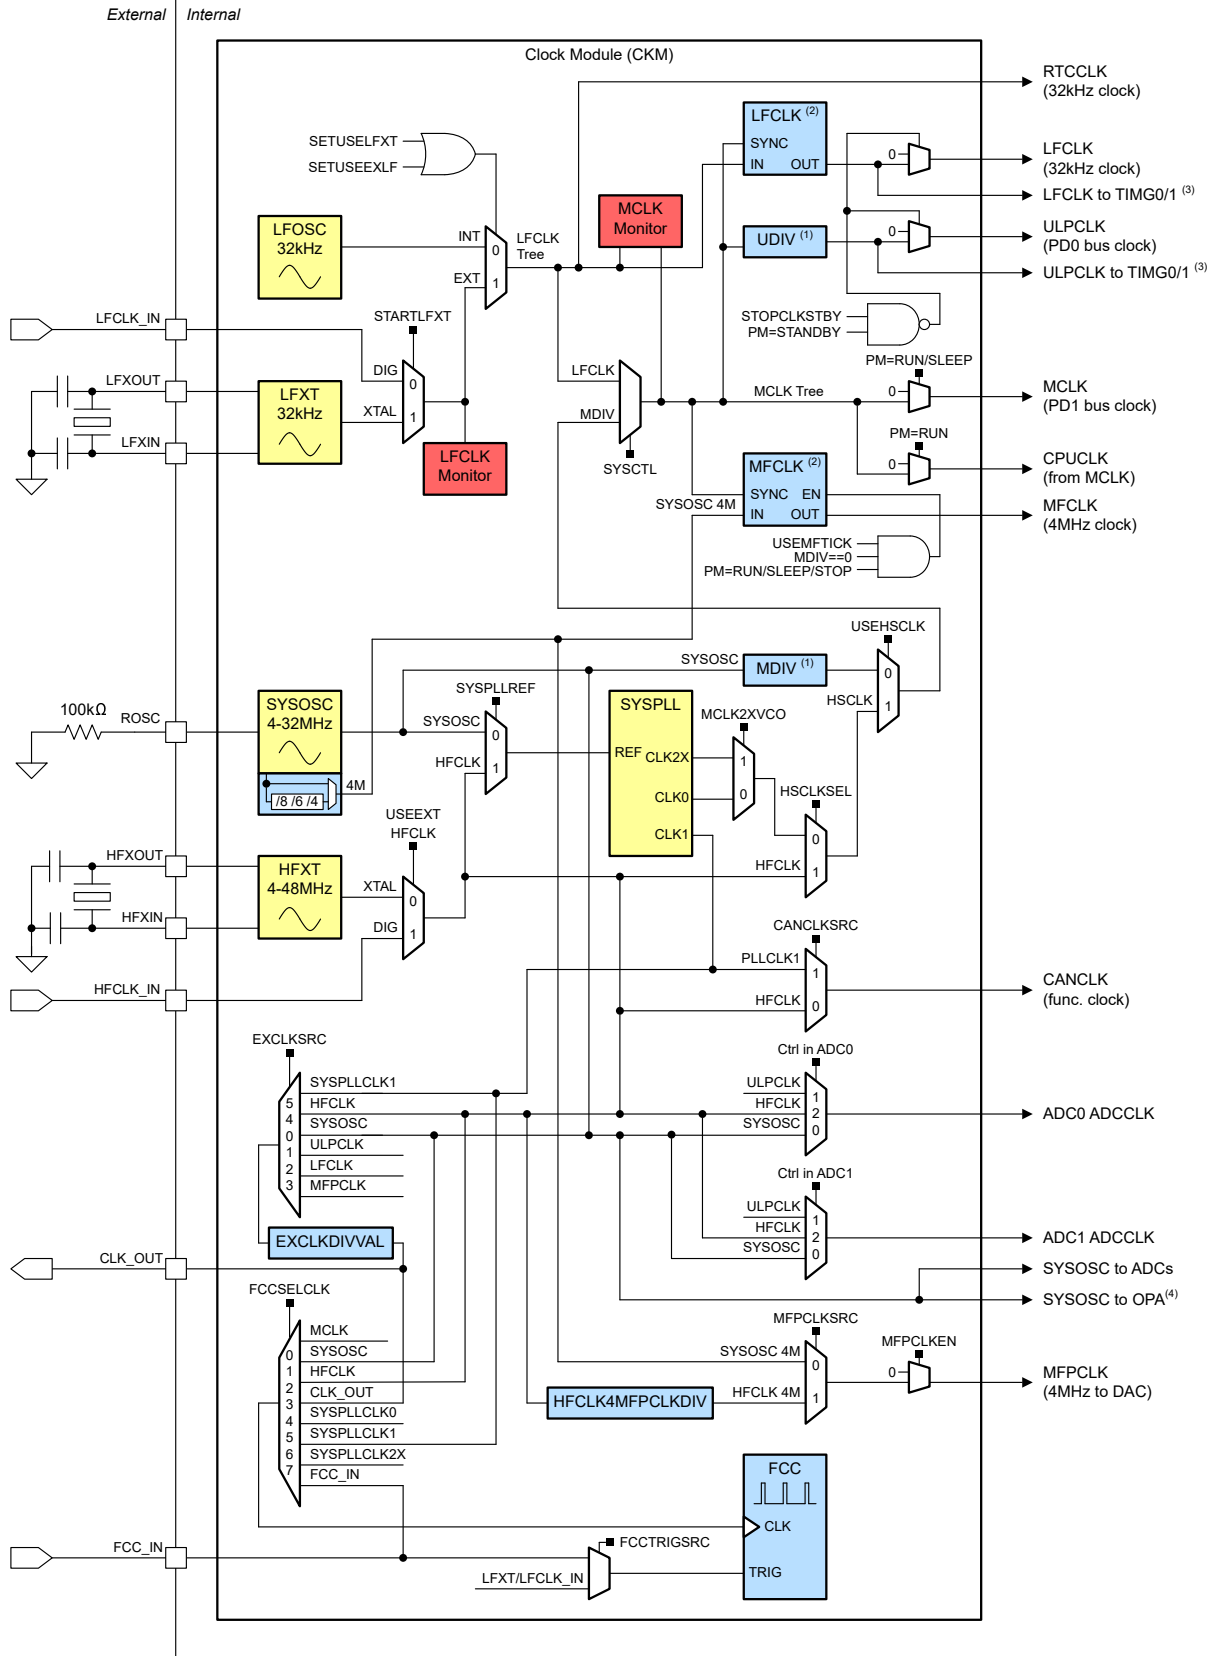 External
Internal
Clock Module (CKM)
RTCCLK
(32kHz clock)
LFCLK (2)
SYNC
IN OUT
SETUSELFXT
SETUSEEXLF
0
LFCLK
(32kHz clock)
LFCLK to TIMG0/1 (3)
MCLK
Monitor
LFOSC
32kHz
INT
0
LFCLK
Tree
EXT
1
UDIV (1)
0
ULPCLK
(PD0 bus clock)
ULPCLK to TIMG0/1 (3)
LFCLK_IN
STARTLFXT
STOPCLKSTBY
PM=STANDBY
PM=RUN/SLEEP
LFXOUT
LFXIN
LFXT
32kHz
DIG
0
XTAL
1
LFCLK
MDIV
SYSCTL
MCLK Tree
0
MCLK
(PD1 bus clock)
PM=RUN
0
CPUCLK
(from MCLK)
LFCLK
Monitor
MFCLK (2)
SYNC EN
SYSOSC 4M
IN OUT
MFCLK
(4MHz clock)
USEMFTICK
MDIV==0
PM=RUN/SLEEP/STOP
USEHSCLK
SYSOSC
MDIV (1)
0
HSCLK
1
100kΩ
ROSC
SYSOSC
4-32MHz
/8 /6 /4
4M
SYSPLLREF
SYSOSC
0
HFCLK
1
SYSPLL
REF
CLK2X
CLK0
CLK1
MCLK2XVCO
1
0
HSCLKSEL
0
HFCLK
1
USEEXT
HFCLK
HFXOUT
HFXIN
HFXT
4-48MHz
XTAL
0
DIG
1
HFCLK_IN
CANCLKSRC
PLLCLK1
1
HFCLK
0
CANCLK
(func. clock)
EXCLKSRC
SYSPLLCLK1
5
HFCLK
4
SYSOSC
0
ULPCLK
1
LFCLK
2
MFPCLK
3
Ctrl in ADC0
ULPCLK
1
HFCLK
2
SYSOSC
0
ADC0 ADCCLK
Ctrl in ADC1
ULPCLK
1
HFCLK
2
SYSOSC
0
ADC1 ADCCLK
EXCLKDIVVAL
CLK_OUT
SYSOSC to ADCs
SYSOSC to OPA(4)
FCCSELCLK
MCLK
0
SYSOSC
1
HFCLK
2
CLK_OUT
3
SYSPLLCLK0
4
SYSPLLCLK1
5
SYSPLLCLK2X
6
FCC_IN
7
MFPCLKSRC
SYSOSC 4M
0
HFCLK4MFPCLKDIV
HFCLK 4M
1
MFPCLKEN
0
MFPCLK
(4MHz to DAC)
FCC
CLK
TRIG
FCC_IN
FCCTRIGSRC
LFXT/LFCLK_IN